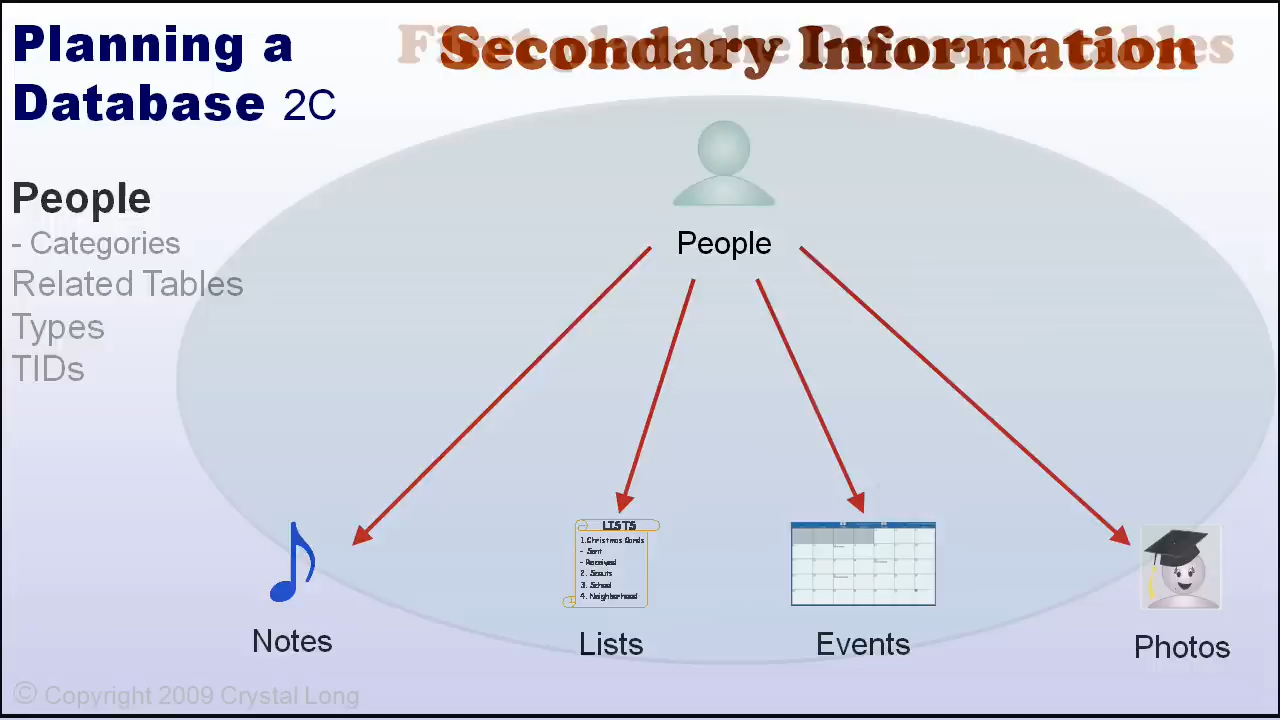 Planning a
Database 2C
Secondary Information
People
- Categories
Related Tables
Types
TIDs
People
LISTS
1.Christmas Cards
- Sent
- Received
2. Scouts
3. School
4. Neighborhood
Notes
Lists
Events
Photos
© Copyright 2009 Crystal Long